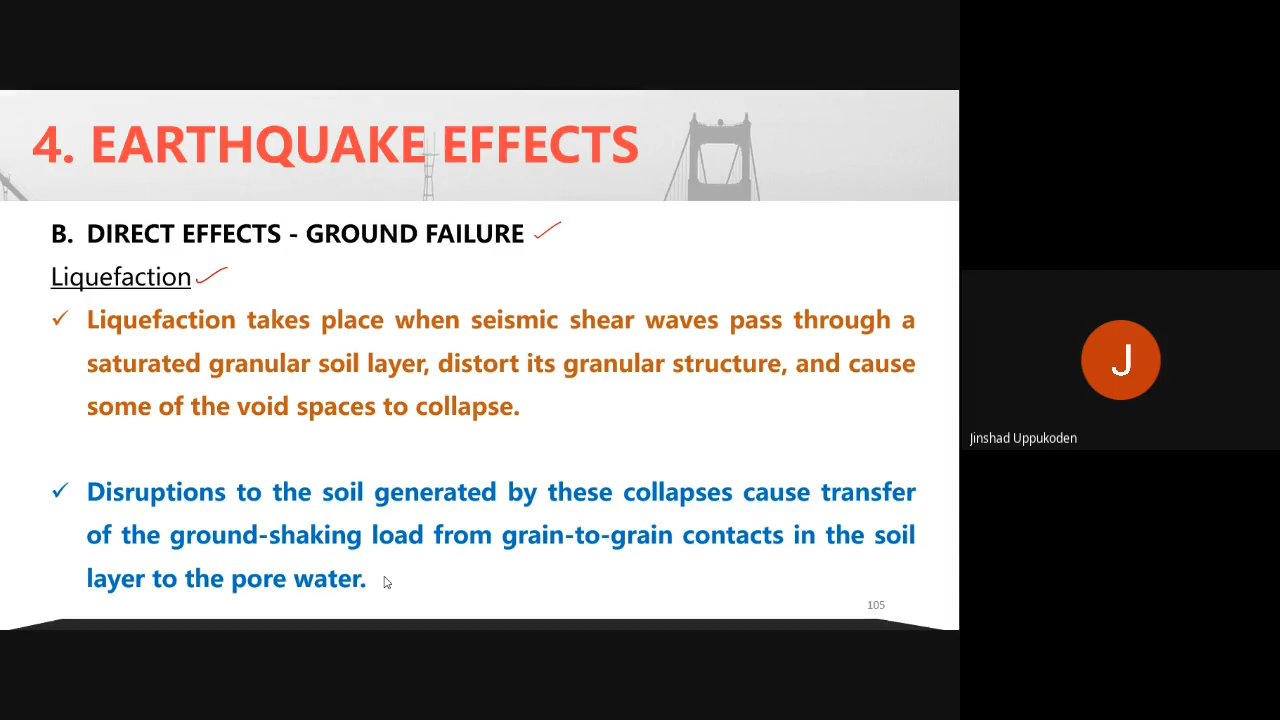 4. EARTHQUAKE EFFECTS
B. DIRECT EFFECTS - GROUND FAILURE
Liquefaction
✓ Liquefaction takes place when seismic shear waves pass through a
saturated granular soil layer, distort its granular structure, and cause
some of the void spaces to collapse.
✓ Disruptions to the soil generated by these collapses cause transfer
of the ground-shaking load from grain-to-grain contacts in the soil
layer to the pore water.
105
J
Jinshad Uppukoden